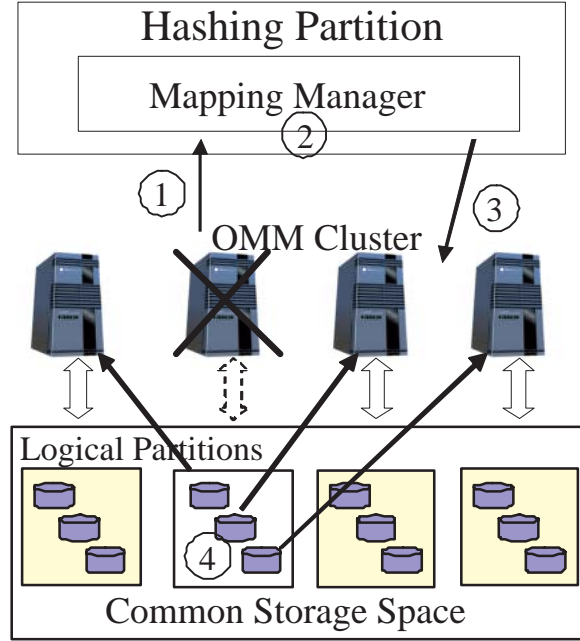 Hashing Partition
Mapping Manager
2
1
3
OMM Cluster
Logical Partitions
4
Common Storage Space